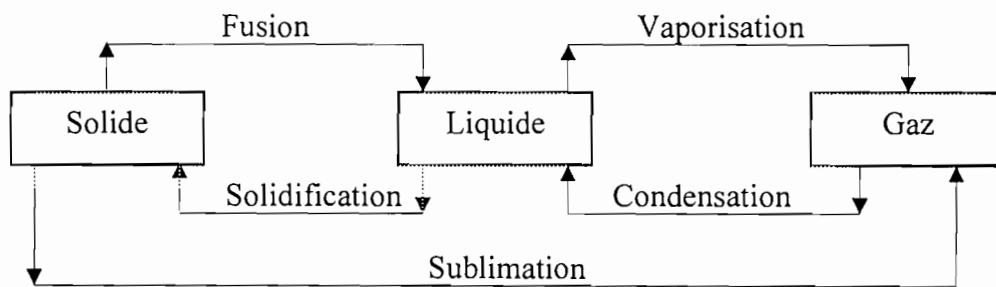 Fusion
Vaporisation
Solide
Liquide
Gaz
Solidification
Condensation
Sublimation